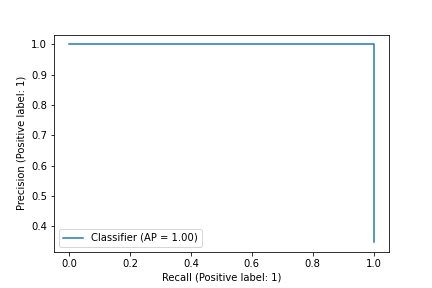 1.0
0.9
0.8
0.7
0.6
0.5
0.4
Precision (Positive label: 1)
Classifier (AP = 1.00)
0.0 0.2 0.4 0.6 0.8 1.0
Recall (Positive label: 1)